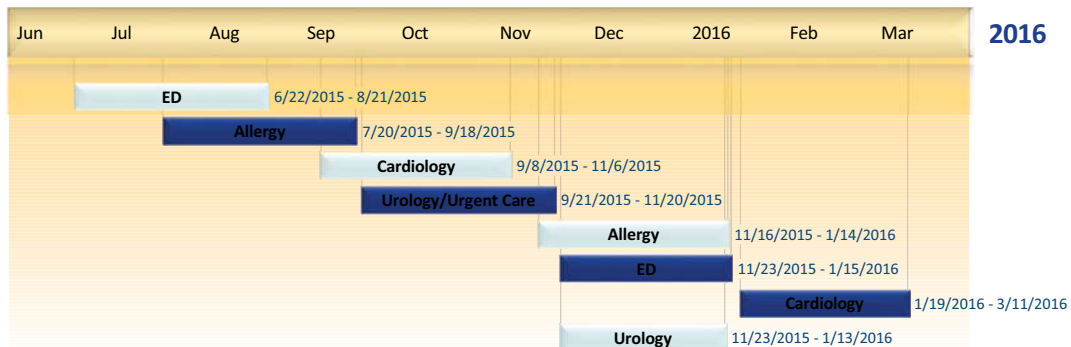 Jun Jul Aug Sep Oct Nov Dec 2016 Feb Mar 2016
ED 6/22/2015 - 8/21/2015
Allergy 7/20/2015 - 9/18/2015
Cardiology 9/8/2015 - 11/6/2015
Urology/Urgent Care 9/21/2015 - 11/20/2015
Allergy 11/16/2015 - 1/14/2016
ED 11/23/2015 - 1/15/2016
Cardiology 1/19/2016 - 3/11/2016
Urology 11/23/2015 - 1/13/2016